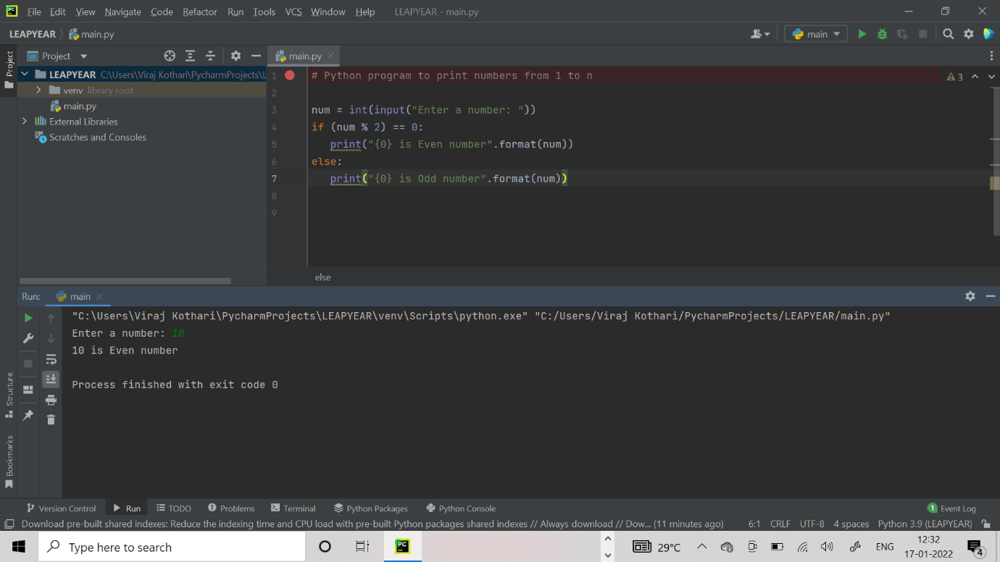 File Edit View Navigate Code Refactor Run Tools VCS Window Help LEAPYEAR - main.py
LEAPYEAR main.py main
Project main.py
LEAPYEAR C:\Users\Viraj Kothari\PycharmProjects\L
venv library root
main.py
External Libraries
Scratches and Consoles
Project
1 # Python program to print numbers from 1 to n
2
3 num = int(input("Enter a number: "))
4 if (num % 2) == 0:
5 print("{0} is Even number".format(num))
6 else:
7 print("{0} is Odd number".format(num))
8
9
3
else
Run: main
"C:\Users\Viraj Kothari\PycharmProjects\LEAPYEAR\venv\Scripts\python.exe" "C:/Users/Viraj Kothari/PycharmProjects/LEAPYEAR/main.py"
Enter a number: 10
10 is Even number
Process finished with exit code 0
Structure
Bookmarks
Version Control Run TODO Problems Terminal Python Packages Python Console 1 Event Log
Download pre-built shared indexes: Reduce the indexing time and CPU load with pre-built Python packages shared indexes // Always download // Dow... (11 minutes ago) 6:1 CRLF UTF-8 4 spaces Python 3.9 (LEAPYEAR)
Type here to search PC 29°C ENG 12:32
17-01-2022 4